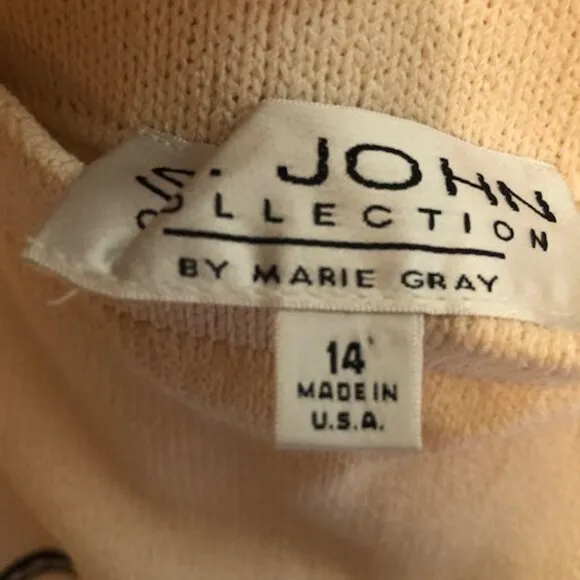 . JOHN
LLECTION
BY MARIE GRAY
14
MADE IN
U.S.A.